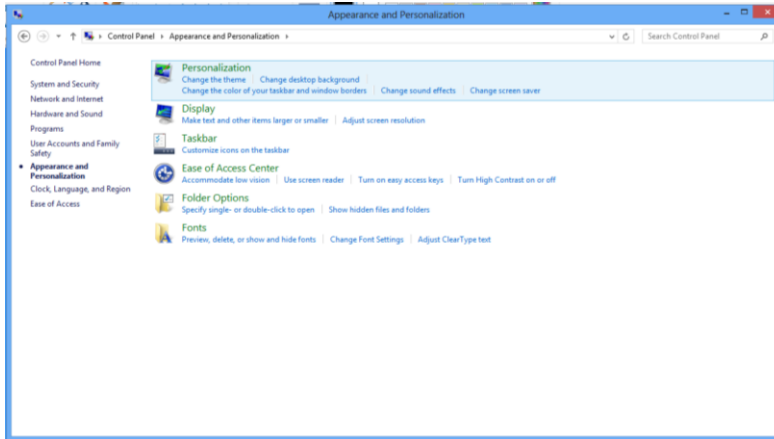 Appearance and Personalization
Control Panel Appearance and Personalization
Search Control Panel
Control Panel Home
System and Security
Network and Internet
Hardware and Sound
Programs
User Accounts and Family
Safety
Appearance and
Personalization
Clock, Language, and Region
Ease of Access
Personalization
Change the theme Change desktop background
Change the color of your taskbar and window borders Change sound effects Change screen saver
Display
Make text and other items larger or smaller Adjust screen resolution
Taskbar
Customize icons on the taskbar
Ease of Access Center
Accommodate low vision Use screen reader Turn on easy access keys Turn High Contrast on or off
Folder Options
Specify single- or double-click to open Show hidden files and folders
Fonts
Preview, delete, or show and hide fonts Change Font Settings Adjust ClearType text